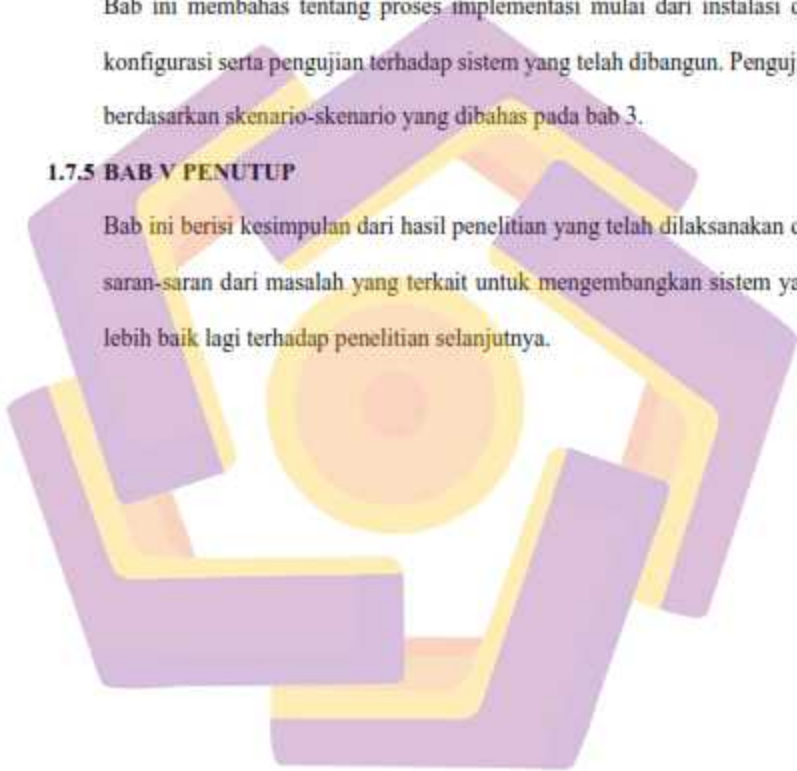 Bab ini membahas tentang proses implementasi mulai dari instalasi
konfigurasi serta pengujian terhadap sistem yang telah dibangun.
berdasarkan skenario-skenario yang dibahas pada bab 3.
1.7.5 BAB V PENUTUP
Bab ini berisi kesimpulan dari hasil penelitian yang telah dilaksanakan
saran-saran dari masalah yang terkait untuk mengembangkan sistem
lebih baik lagi terhadap penelitian selanjutnya.